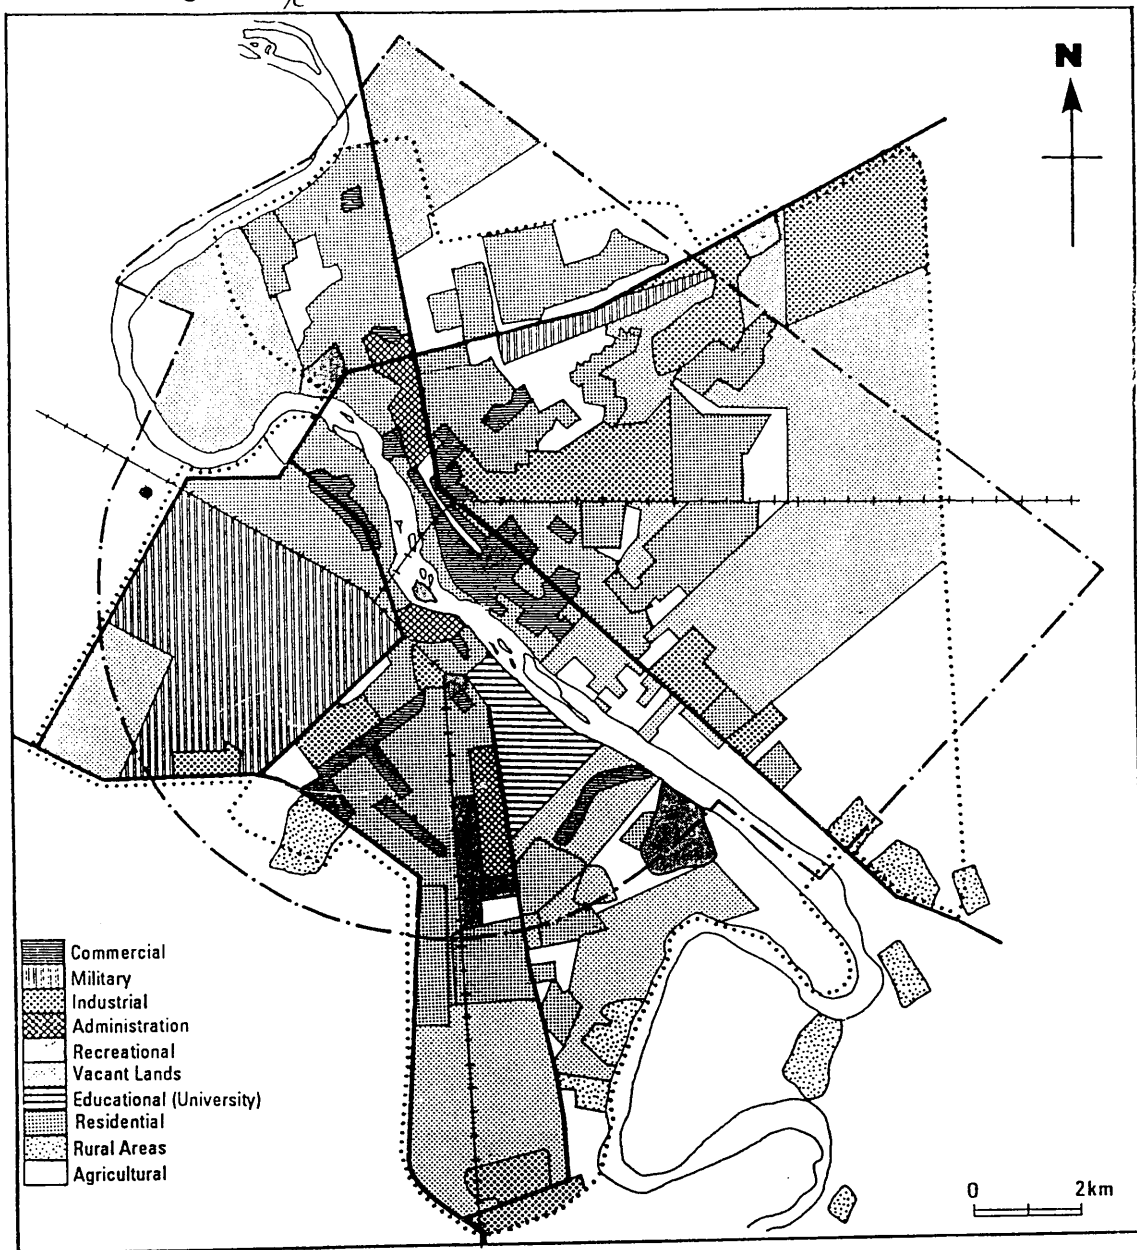 N
Commercial
Military
Industrial
Administration
Recreational
Vacant Lands
Educational (University)
Residential
Rural Areas
Agricultural
0 2km